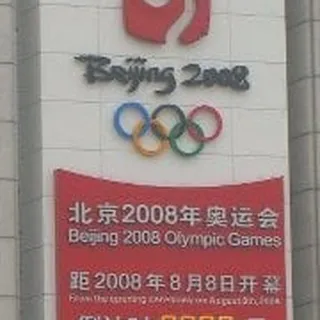 Beijing 2008
北京2008年奥运会
Beijing 2008 Olympic Games
距2008年8月8日开幕
From the opening ceremony on August 8th, 2008